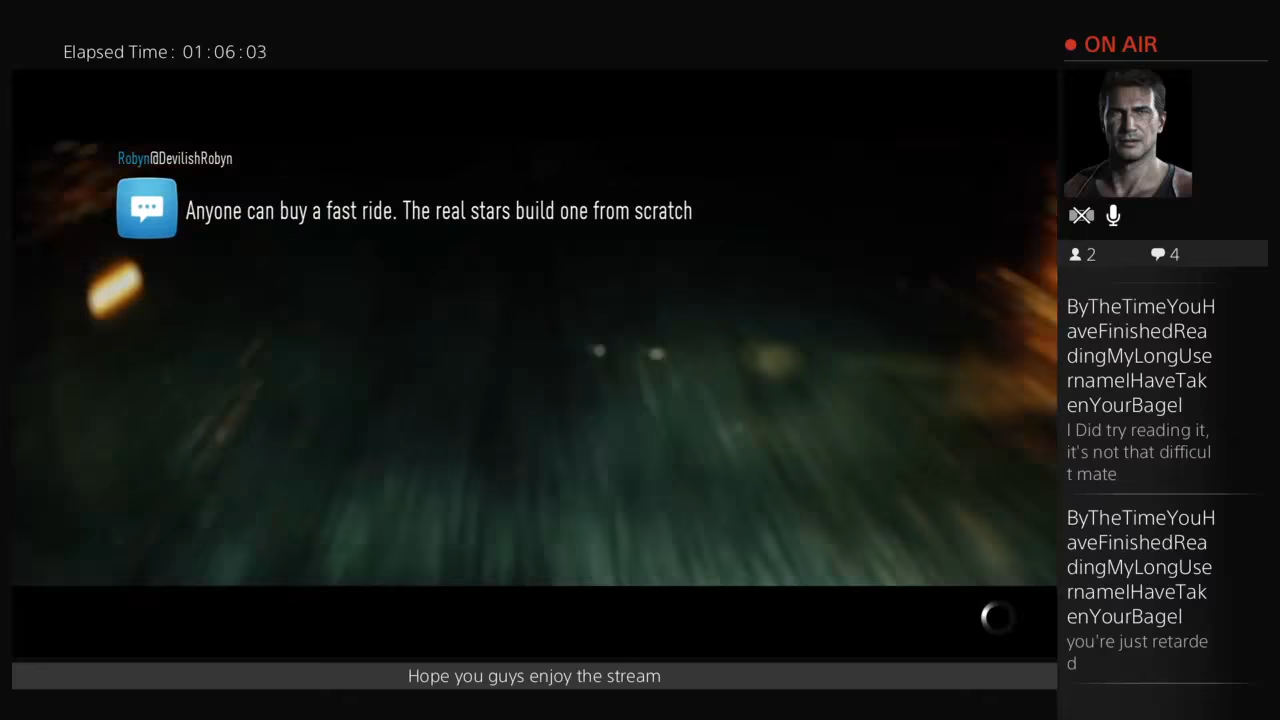 Elapsed Time: 01:06:03
ON AIR
Robyn@DevilishRobyn
Anyone can buy a fast ride. The real stars build one from scratch
2 4
ByTheTimeYouH
aveFinishedRea
dingMyLongUse
rnameIHaveTak
enYourBagel
I Did try reading it,
it's not that difficul
t mate
ByTheTimeYouH
aveFinishedRea
dingMyLongUse
rnameIHaveTak
enYourBagel
you're just retarde
d
Hope you guys enjoy the stream